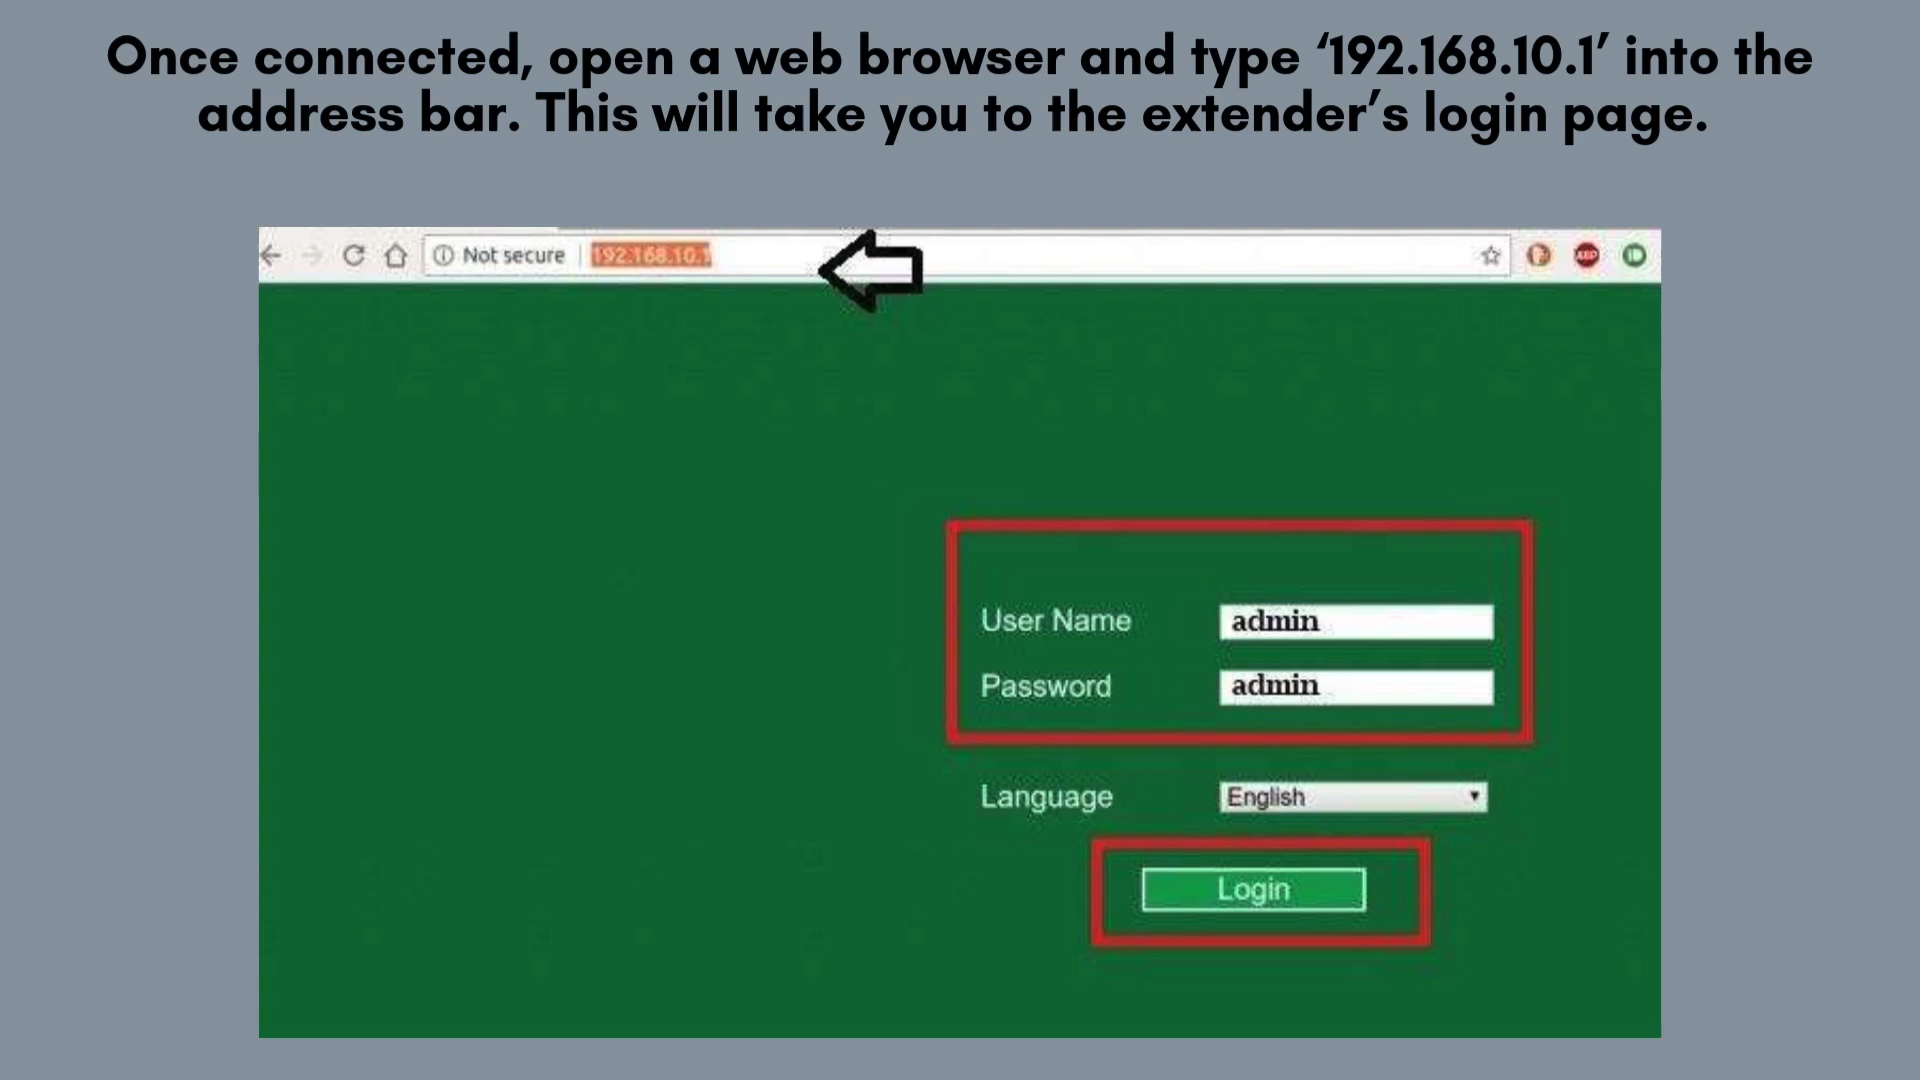 Once connected, open a web browser and type ‘192.168.10.1’ into the
address bar. This will take you to the extender’s login page.
Not secure 192.168.10.1
ABP
User Name admin
Password admin
Language English
Login